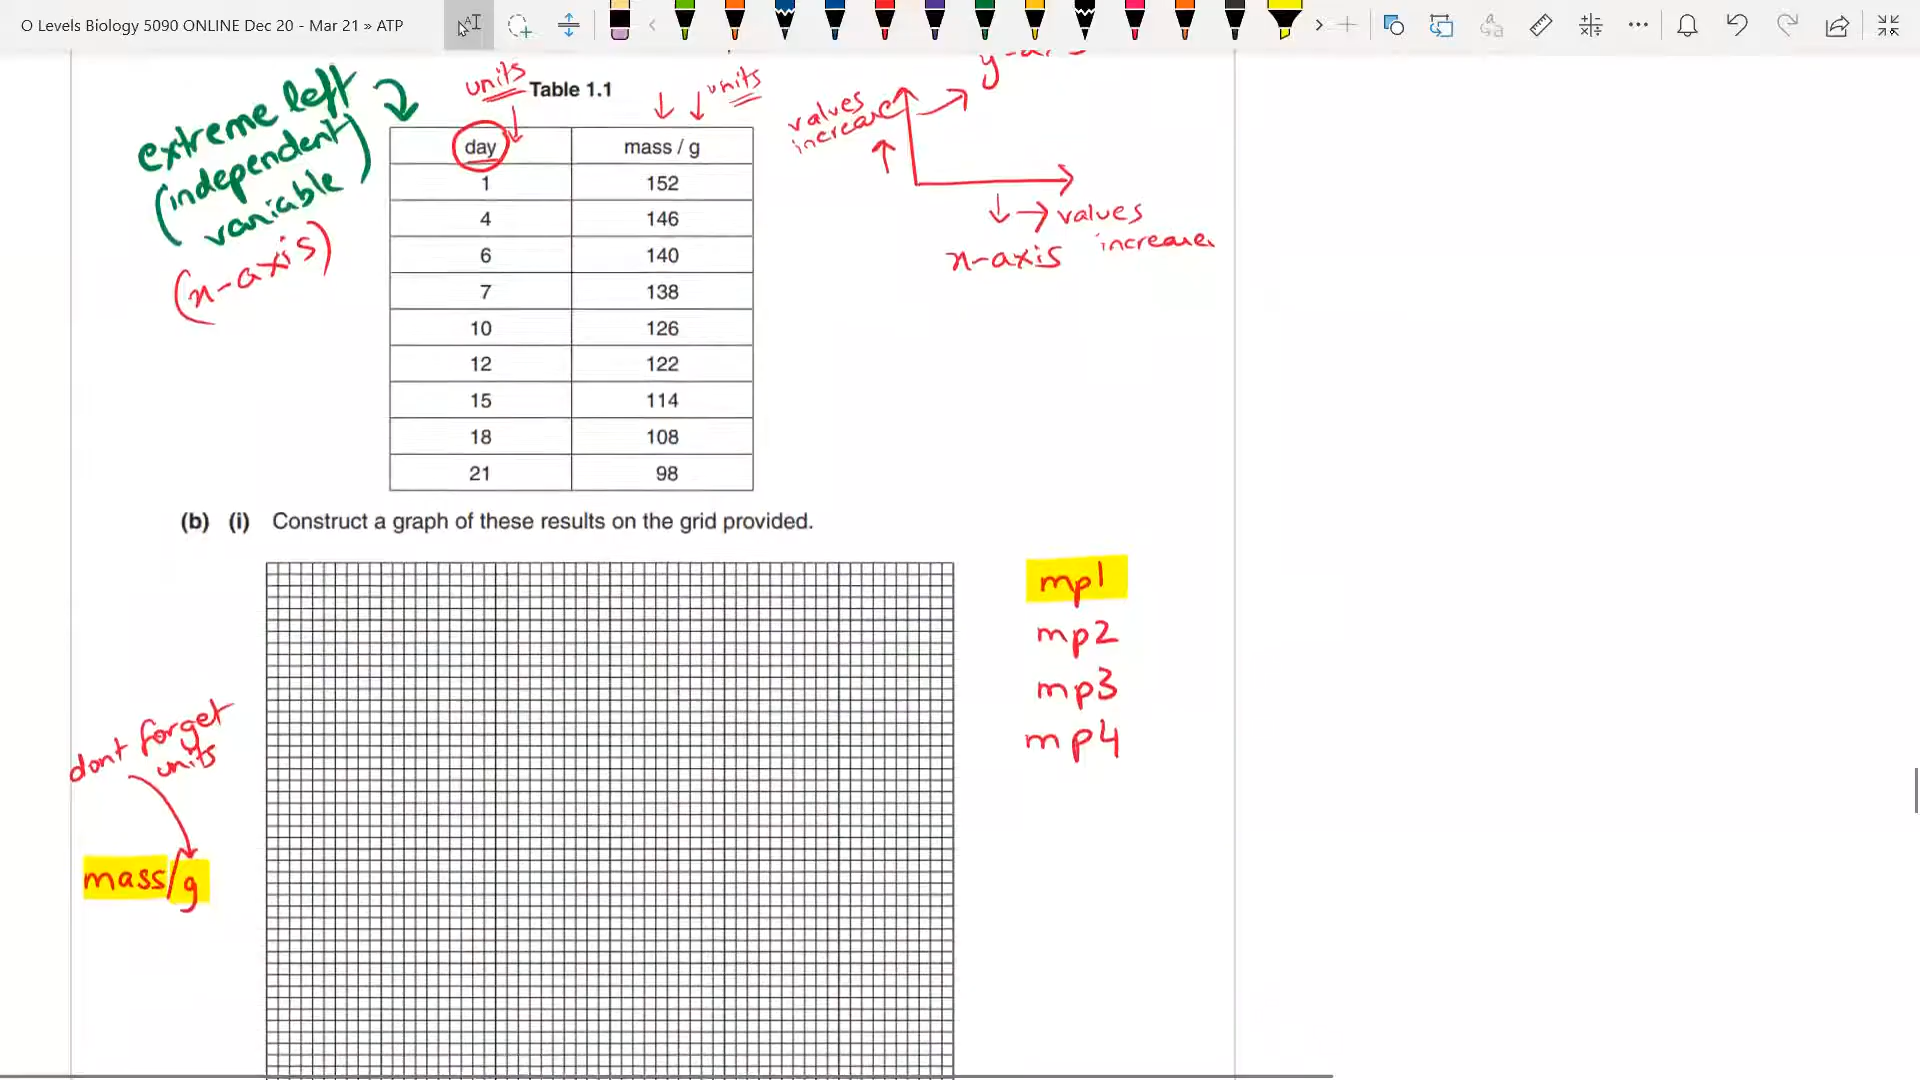 O Levels Biology 5090 ONLINE Dec 20 - Mar 21 » ATP
units
Table 1.1
units
extreme left
(independent
variable)
(x-axis)
values
increase
values
increase
x-axis
day mass / g
1 152
4 146
6 140
7 138
10 126
12 122
15 114
18 108
21 98
(b) (i) Construct a graph of these results on the grid provided.
mp1
mp2
mp3
mp4
dont forget
units
mass/g